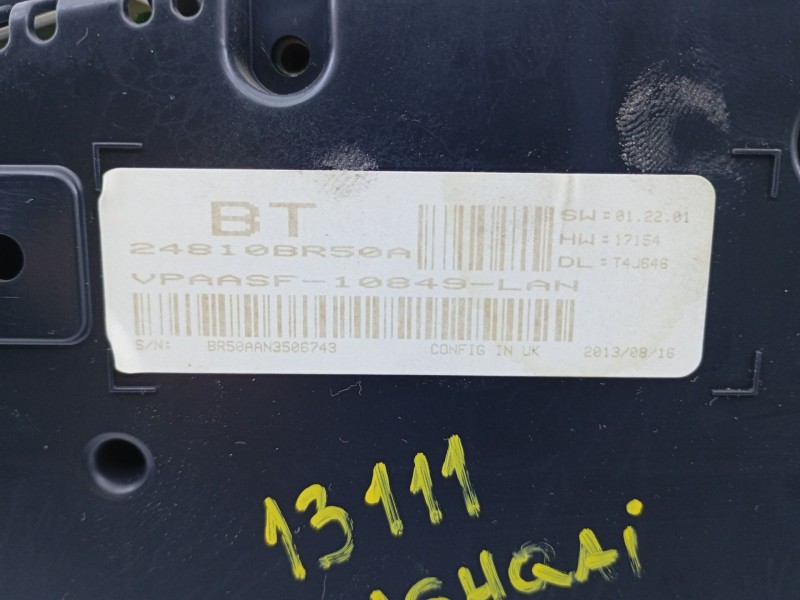 BT
24810BR50A
VPAASF-10849-LAN
SW=01.22.01
HW=17154
DL=T4J646
S/N: BR50AAN3506743 CONFIG IN UK 2013/08/16
13111